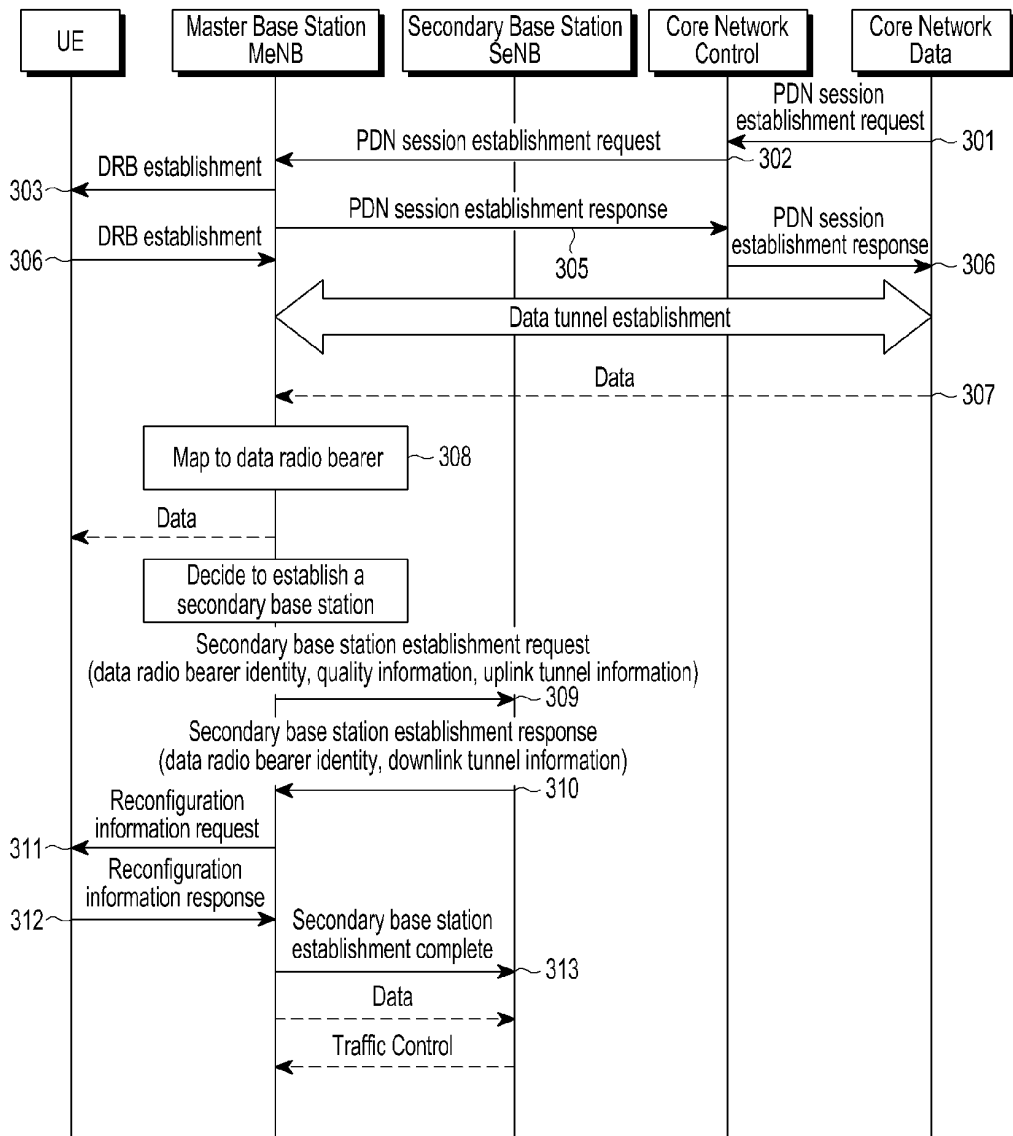 UE
Master Base Station
MeNB
Secondary Base Station
SeNB
Core Network
Control
Core Network
Data
PDN session
establishment request
301
PDN session establishment request
302
DRB establishment
303
PDN session establishment response
305
DRB establishment
306
PDN session
establishment response
306
Data tunnel establishment
Data
307
Map to data radio bearer
308
Data
Decide to establish a
secondary base station
Secondary base station establishment request
(data radio bearer identity, quality information, uplink tunnel information)
309
Secondary base station establishment response
(data radio bearer identity, downlink tunnel information)
310
Reconfiguration
information request
311
Reconfiguration
information response
312
Secondary base station
establishment complete
313
Data
Traffic Control